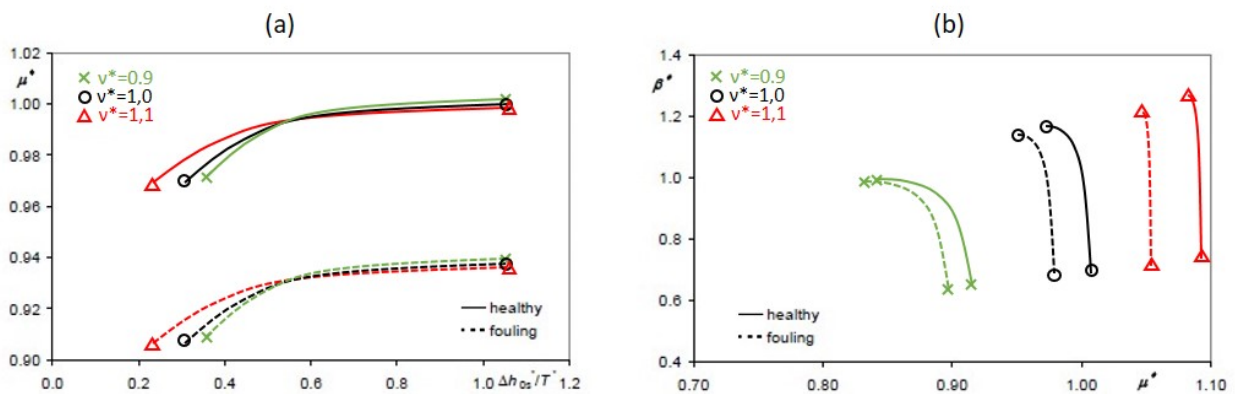 (a)
1.02
μ*
1.00
0.98
0.96
0.94
0.92
0.90
ν*=0.9
ν*=1,0
ν*=1,1
healthy
fouling
0.0 0.2 0.4 0.6 0.8 1.0 Δh₀ₛ*/T* 1.2
(b)
1.4
β*
1.2
1.0
0.8
0.6
0.4
ν*=0.9
ν*=1,0
ν*=1,1
healthy
fouling
0.70 0.80 0.90 1.00 μ* 1.10